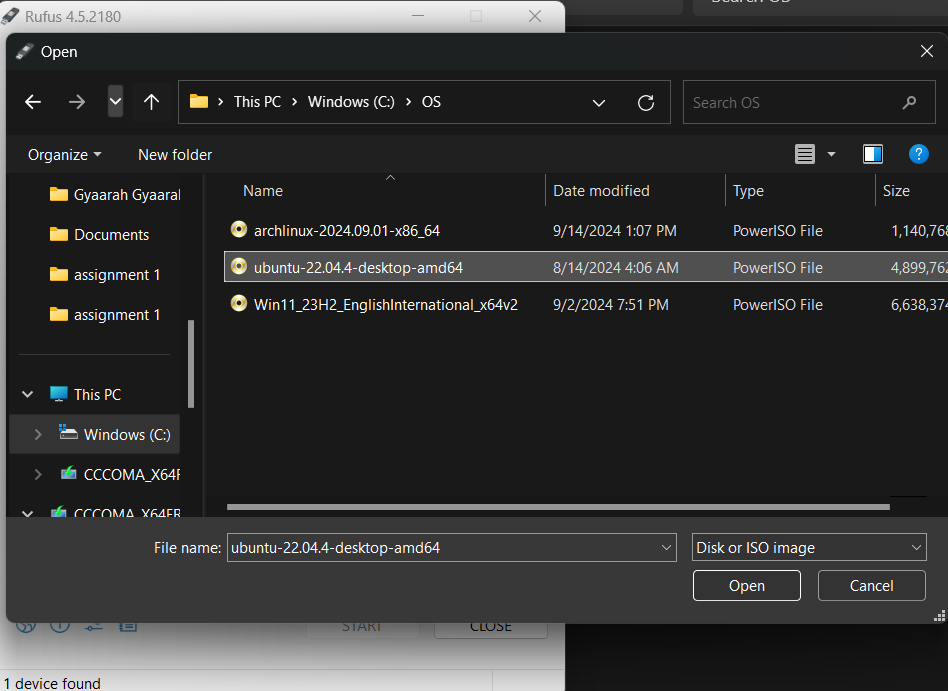 Rufus 4.5.2180
Open
This PC > Windows (C:) > OS
Search OS
Organize
New folder
?
Name
Date modified
Type
Size
Gyaarah Gyaaral
Documents
assignment 1
assignment 1
This PC
Windows (C:)
CCCOMA_X64F
CCCOMA_X64FR
archlinux-2024.09.01-x86_64 9/14/2024 1:07 PM PowerISO File 1,140,768
ubuntu-22.04.4-desktop-amd64 8/14/2024 4:06 AM PowerISO File 4,899,762
Win11_23H2_EnglishInternational_x64v2 9/2/2024 7:51 PM PowerISO File 6,638,374
File name: ubuntu-22.04.4-desktop-amd64
Disk or ISO image
Open
Cancel
START
CLOSE
1 device found